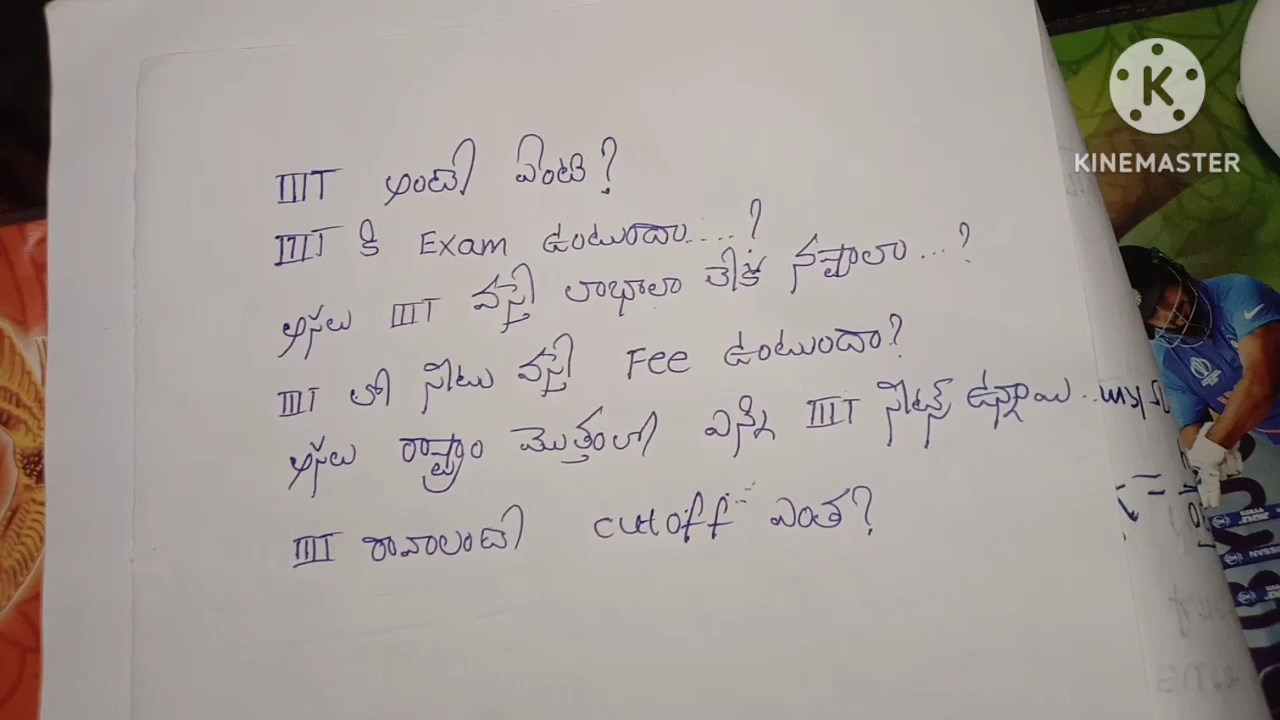 KINEMASTER
IIIT అంటే ఏంటి?
IIIT కి Exam ఉంటుందా....?
అసలు IIIT వస్తే లాభాలా లేక నష్టాలా...?
IIIT లో సీటు వస్తే Fee ఉంటుందా?
అసలు రాష్ట్రం మొత్తంలో ఎన్ని IIIT సీట్స్ ఉన్నాయి..
IIIT రావాలంటే cutoff ఎంత?